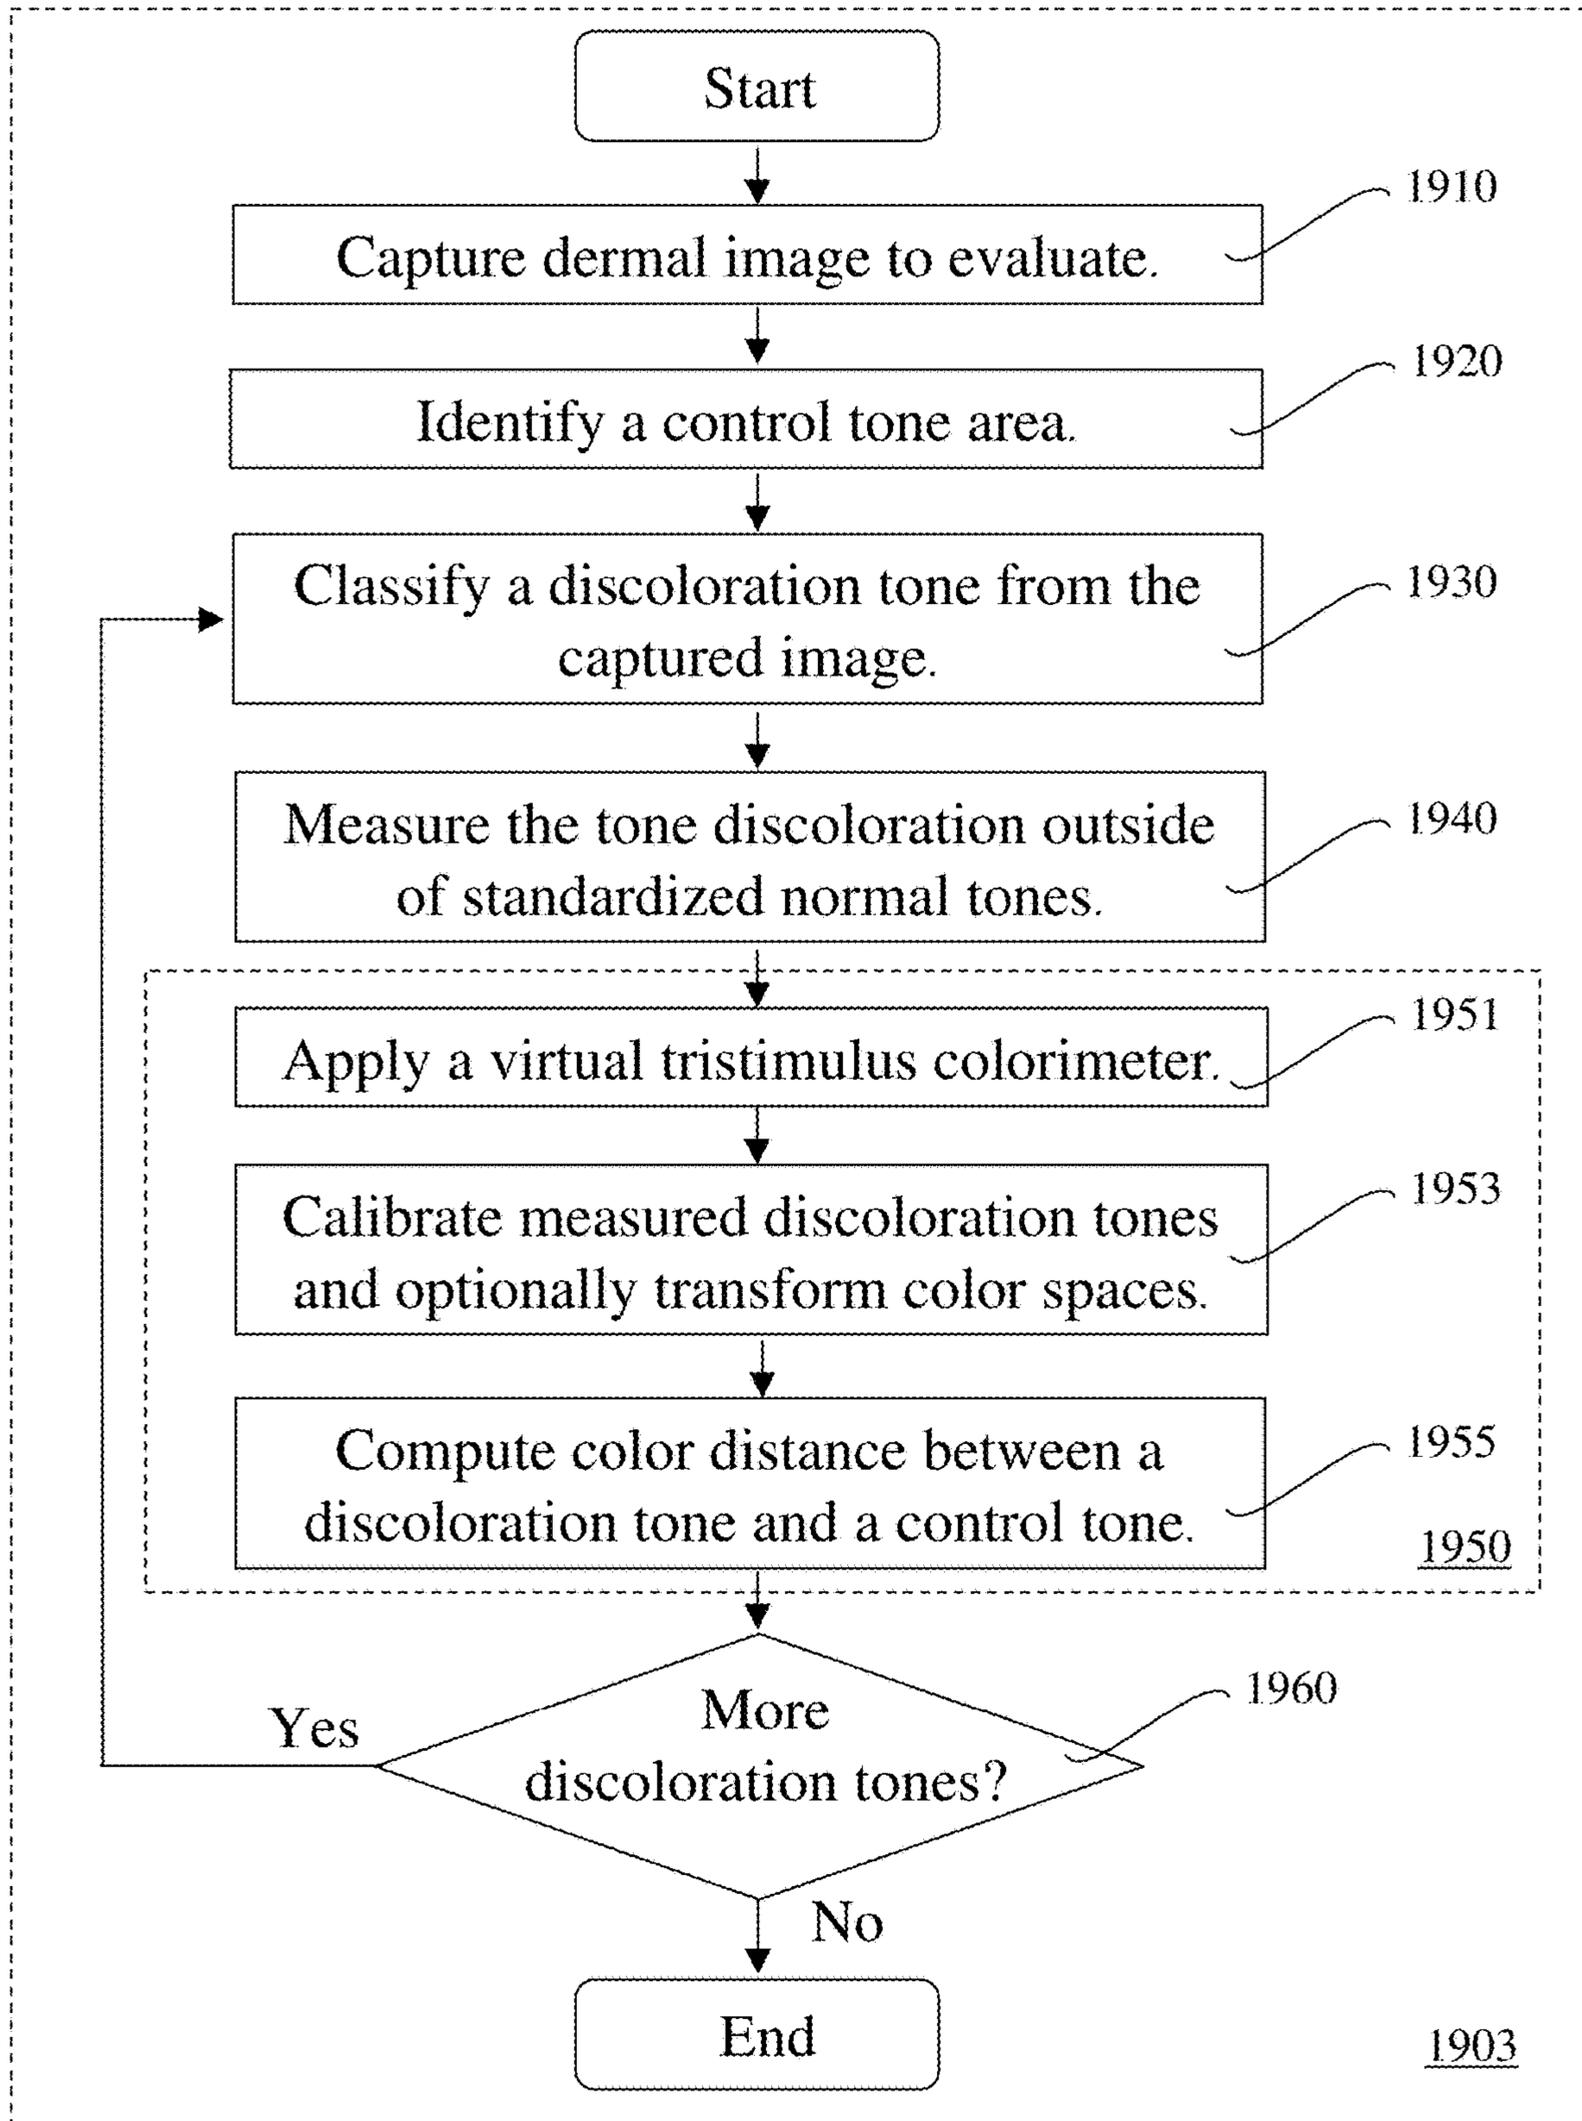 Start
1910
Capture dermal image to evaluate.
1920
Identify a control tone area.
1930
Classify a discoloration tone from the
captured image.
1940
Measure the tone discoloration outside
of standardized normal tones.
1951
Apply a virtual tristimulus colorimeter.
1953
Calibrate measured discoloration tones
and optionally transform color spaces.
1955
Compute color distance between a
discoloration tone and a control tone.
1950
1960
More
discoloration tones?
Yes
No
End
1903